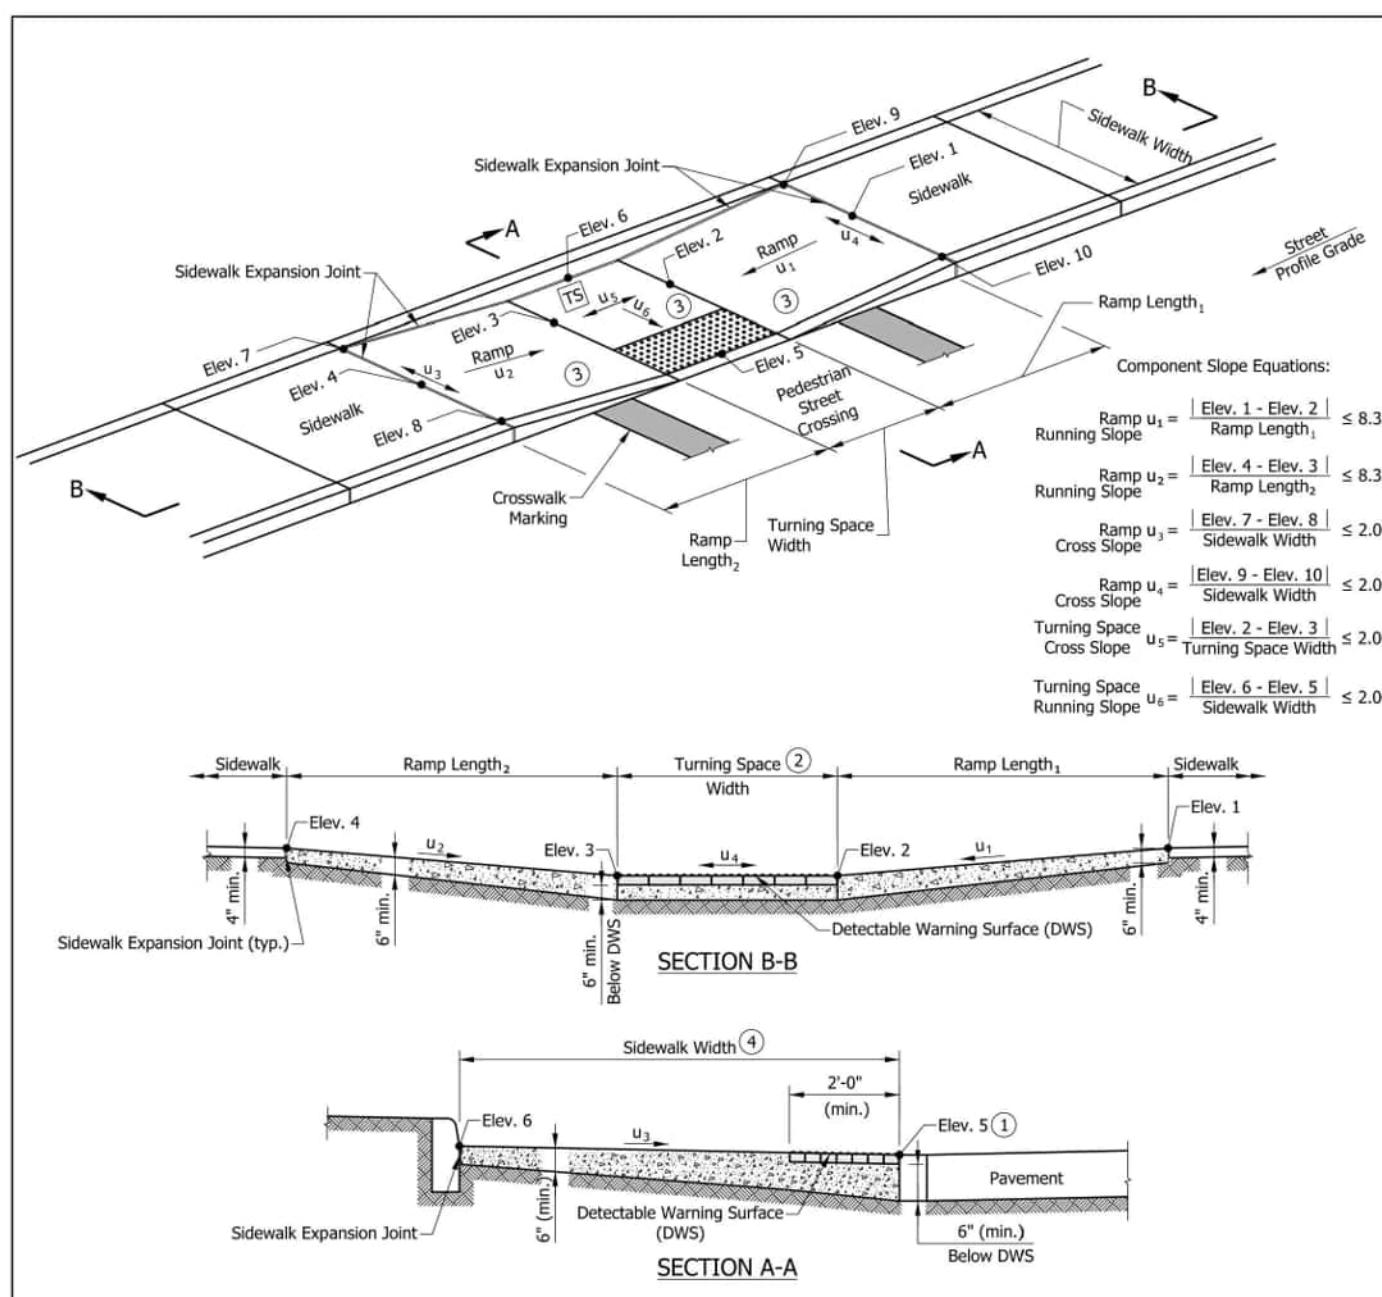 B
Elev. 9
Sidewalk Width
Elev. 1
Sidewalk Expansion Joint
Sidewalk
A
Elev. 6
Elev. 2
u4
Ramp
u1
Street
Profile Grade
Elev. 10
Sidewalk Expansion Joint
TS
u5
3
3
Ramp Length1
u6
Elev. 3
Elev. 7
Ramp
u2
3
Elev. 5
u3
Elev. 4
Sidewalk
Pedestrian
Street
Crossing
Elev. 8
A
B
Crosswalk
Marking
Ramp
Length2
Turning Space
Width
Component Slope Equations:
Ramp u1 = | Elev. 1 - Elev. 2 | ≤ 8.3
Running Slope Ramp Length1
Ramp u2 = | Elev. 4 - Elev. 3 | ≤ 8.3
Running Slope Ramp Length2
Ramp u3 = | Elev. 7 - Elev. 8 | ≤ 2.0
Cross Slope Sidewalk Width
Ramp u4 = |Elev. 9 - Elev. 10| ≤ 2.0
Cross Slope Sidewalk Width
Turning Space u5 = | Elev. 2 - Elev. 3 | ≤ 2.0
Cross Slope Turning Space Width
Turning Space u6 = | Elev. 6 - Elev. 5 | ≤ 2.0
Running Slope Sidewalk Width
Sidewalk
Ramp Length2
Turning Space 2
Width
Ramp Length1
Sidewalk
Elev. 4
u2
Elev. 3
u4
Elev. 2
u1
Elev. 1
4" min.
6" min.
6" min.
Below DWS
6" min.
4" min.
Sidewalk Expansion Joint (typ.)
Detectable Warning Surface (DWS)
SECTION B-B
Sidewalk Width 4
2'-0"
(min.)
Elev. 6
u3
Elev. 5 1
Pavement
6" (min.)
Sidewalk Expansion Joint
Detectable Warning Surface
(DWS)
6" (min.)
Below DWS
SECTION A-A